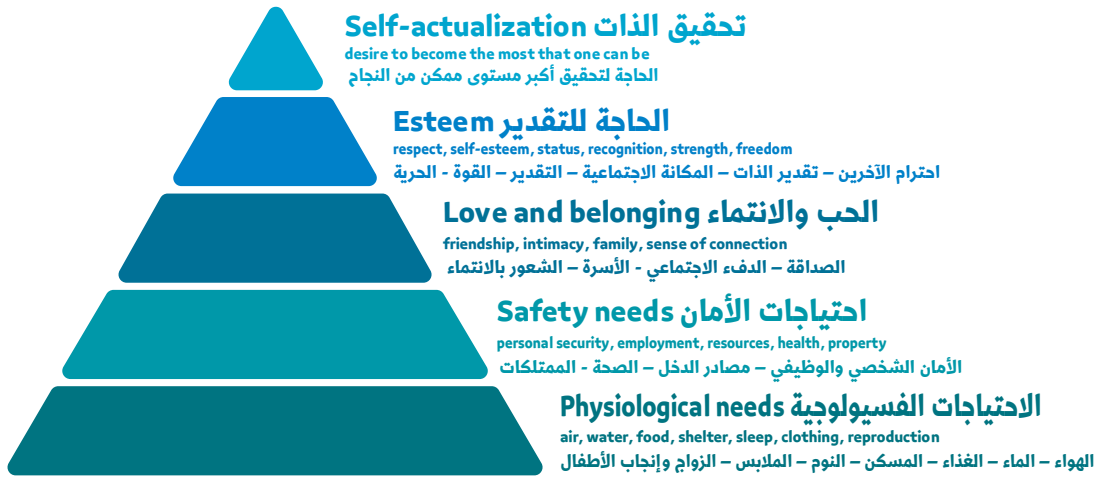 Self-actualization تحقيق الذات
desire to become the most that one can be
الحاجة لتحقيق أكبر مستوى ممكن من النجاح
Esteem الحاجة للتقدير
respect, self-esteem, status, recognition, strength, freedom
احترام الآخرين – تقدير الذات – المكانة الاجتماعية – التقدير – القوة - الحرية
Love and belonging الحب والانتماء
friendship, intimacy, family, sense of connection
الصداقة – الدفء الاجتماعي - الأسرة – الشعور بالانتماء
Safety needs احتياجات الأمان
personal security, employment, resources, health, property
الأمان الشخصي والوظيفي – مصادر الدخل – الصحة - الممتلكات
Physiological needs الاحتياجات الفسيولوجية
air, water, food, shelter, sleep, clothing, reproduction
الهواء – الماء – الغذاء – المسكن – النوم – الملابس – الزواج وإنجاب الأطفال